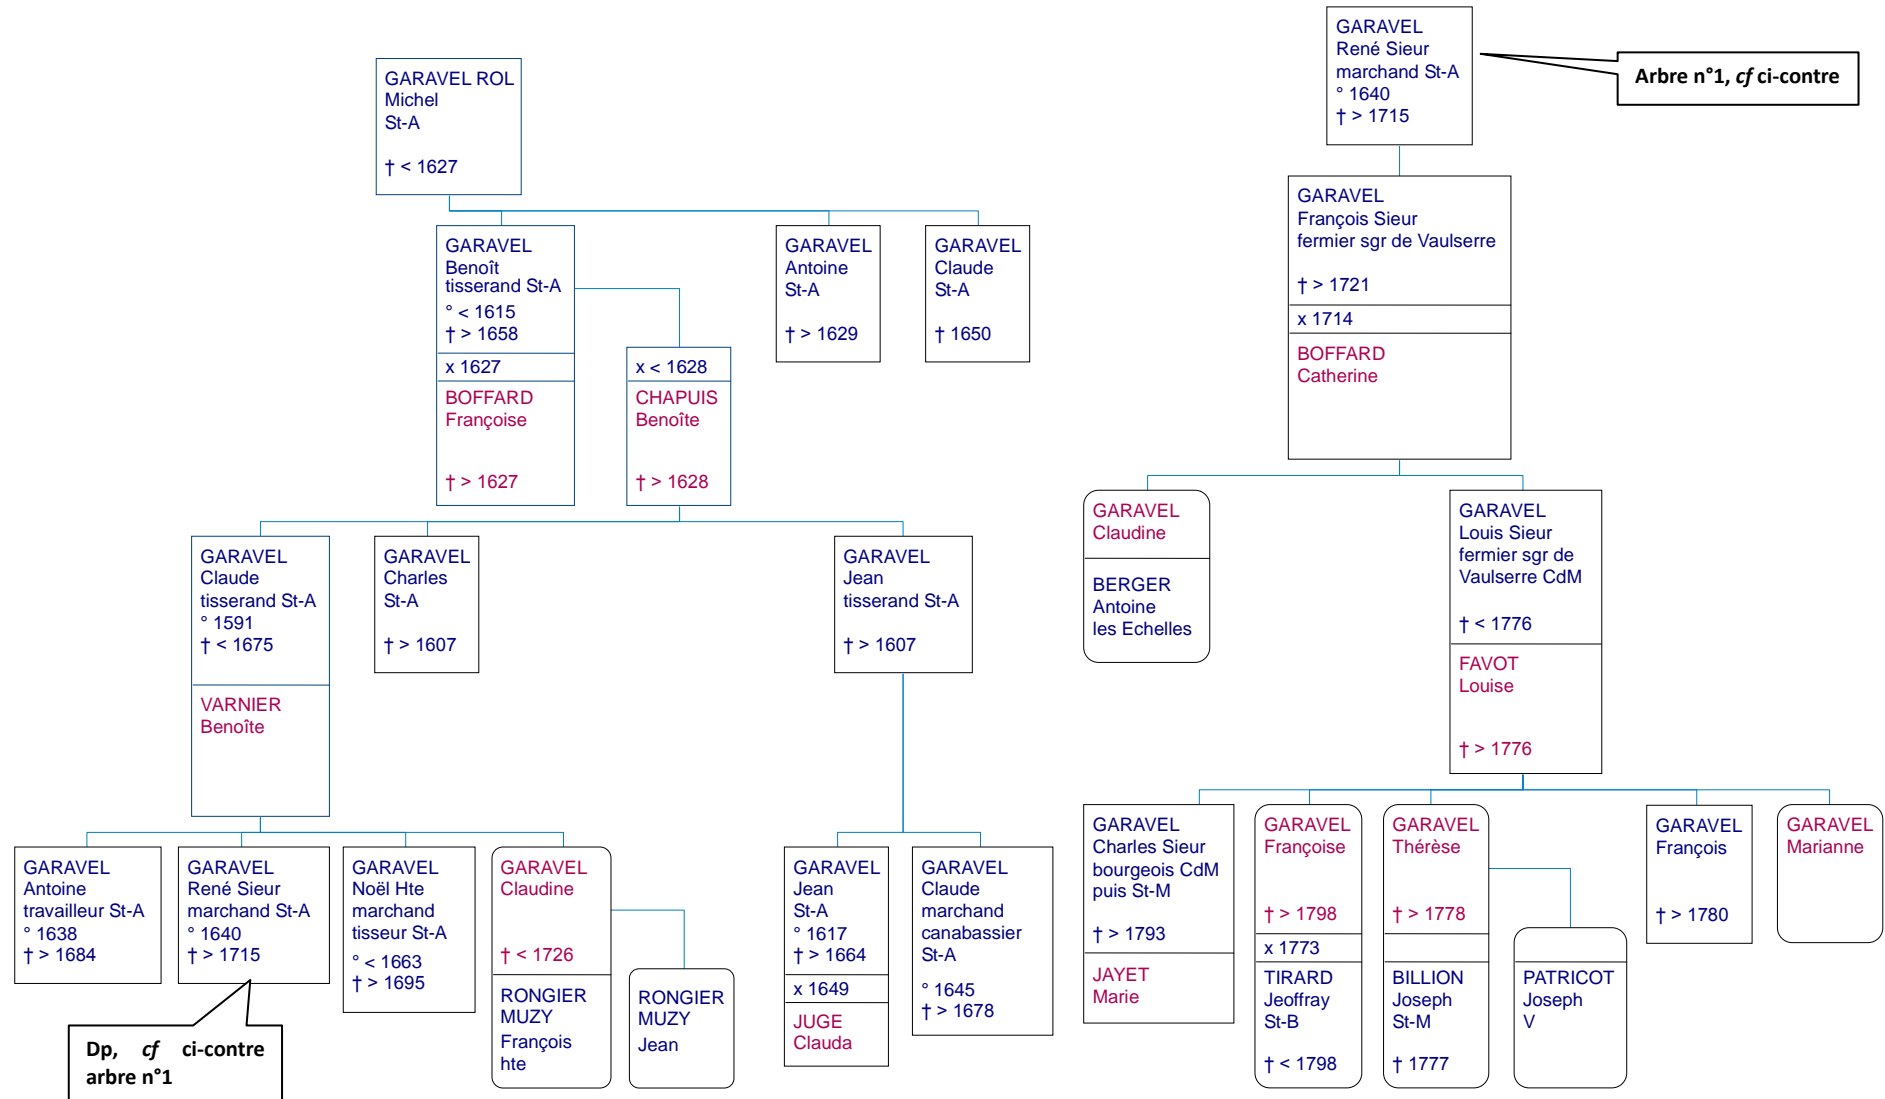 GARAVEL ROL
Michel
St-A
† < 1627
GARAVEL
Benoît
tisserand St-A
° < 1615
† > 1658
x 1627
BOFFARD
Françoise
† > 1627
x < 1628
CHAPUIS
Benoîte
† > 1628
GARAVEL
Antoine
St-A
† > 1629
GARAVEL
Claude
St-A
† 1650
GARAVEL
Claude
tisserand St-A
° 1591
† < 1675
VARNIER
Benoîte
GARAVEL
Charles
St-A
† > 1607
GARAVEL
Jean
tisserand St-A
† > 1607
GARAVEL
Antoine
travailleur St-A
° 1638
† > 1684
GARAVEL
René Sieur
marchand St-A
° 1640
† > 1715
Dp, cf ci-contre
arbre n°1
GARAVEL
Noël Hte
marchand
tisseur St-A
° < 1663
† > 1695
GARAVEL
Claudine
† < 1726
RONGIER
MUZY
François
hte
RONGIER
MUZY
Jean
GARAVEL
Jean
St-A
° 1617
† > 1664
x 1649
JUGE
Clauda
GARAVEL
Claude
marchand
canabassier
St-A
° 1645
† > 1678
GARAVEL
René Sieur
marchand St-A
° 1640
† > 1715
Arbre n°1, cf ci-contre
GARAVEL
François Sieur
fermier sgr de Vaulserre
† > 1721
x 1714
BOFFARD
Catherine
GARAVEL
Claudine
BERGER
Antoine
les Echelles
GARAVEL
Louis Sieur
fermier sgr de
Vaulserre CdM
† < 1776
FAVOT
Louise
† > 1776
GARAVEL
Charles Sieur
bourgeois CdM
puis St-M
† > 1793
JAYET
Marie
GARAVEL
Françoise
† > 1798
x 1773
TIRARD
Jeoffray
St-B
† < 1798
GARAVEL
Thérèse
† > 1778
BILLION
Joseph
St-M
† 1777
PATRICOT
Joseph
V
GARAVEL
François
† > 1780
GARAVEL
Marianne